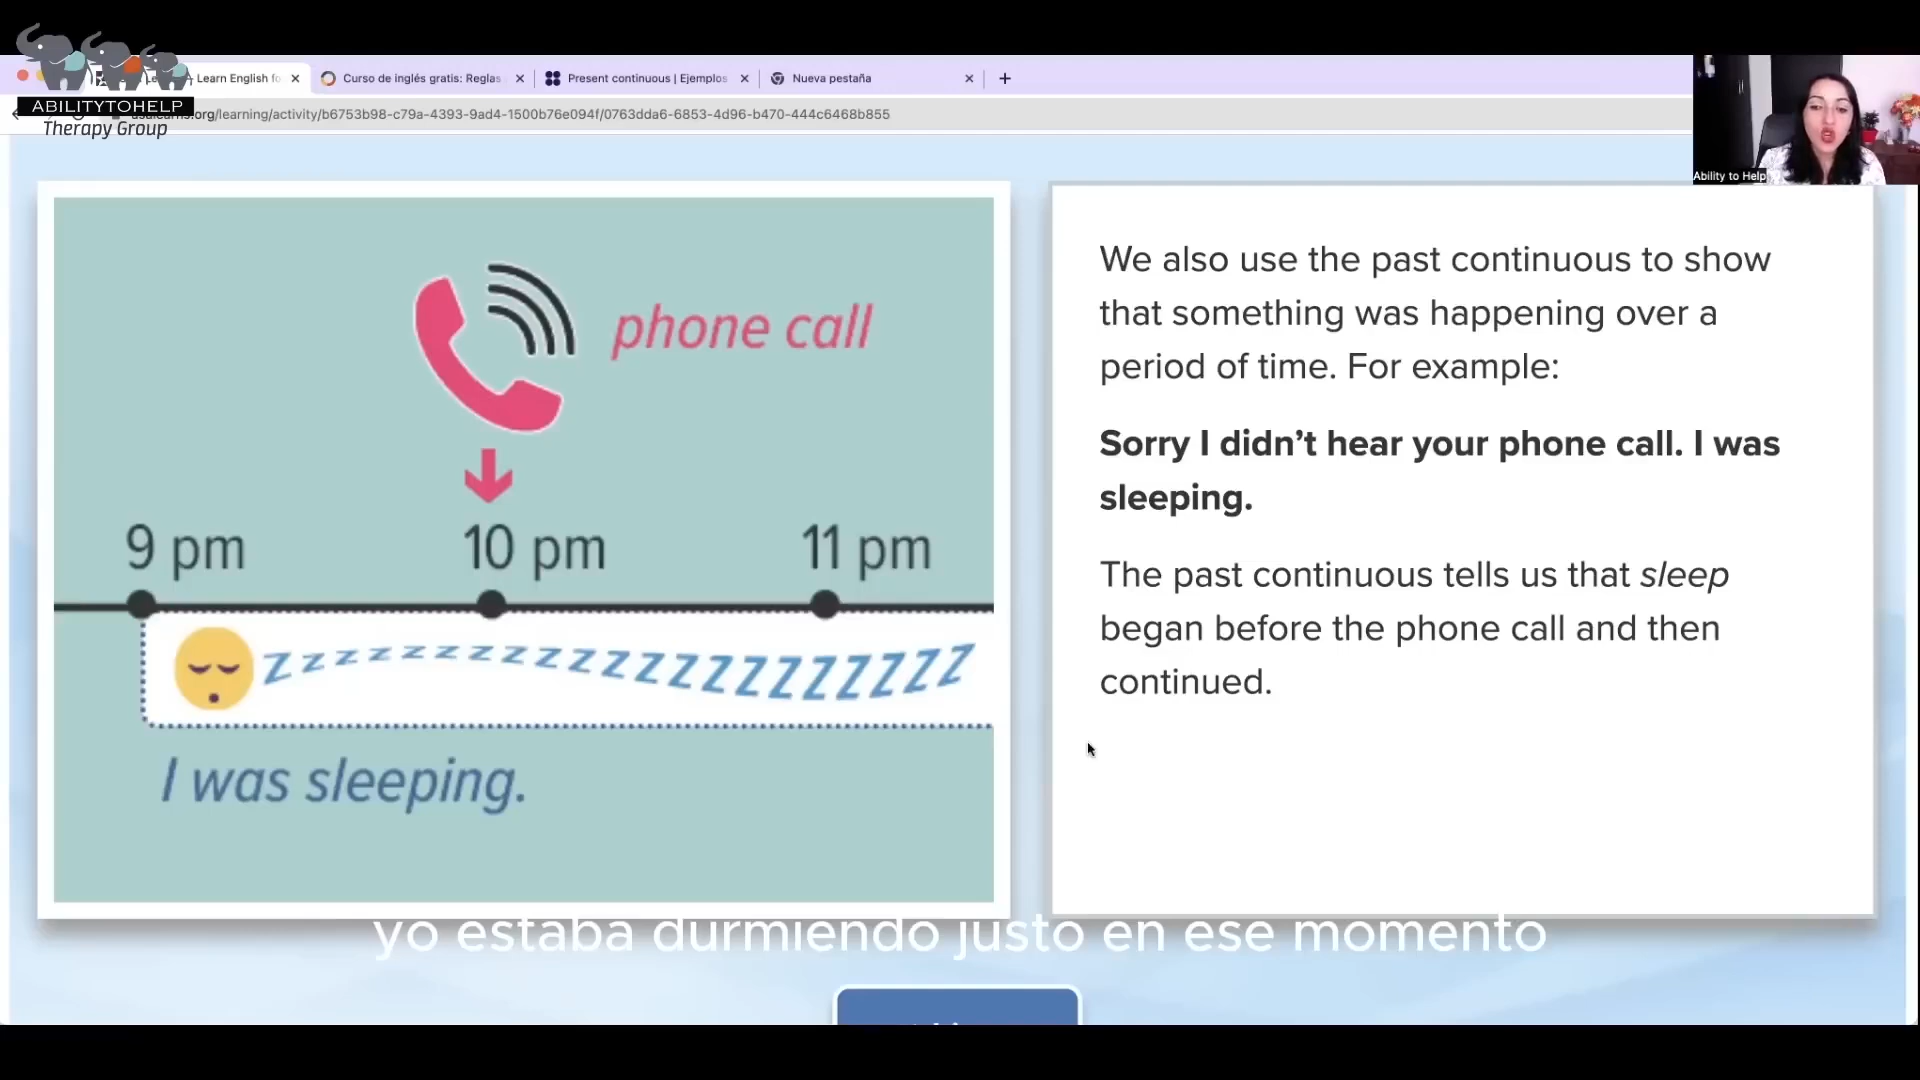 ABILITYTOHELP
Therapy Group
Learn English fo
Curso de inglés gratis: Reglas
Present continuous | Ejemplos
Nueva pestaña
.org/learning/activity/b6753b98-c79a-4393-9ad4-1500b76e094f/0763dda6-6853-4d96-b470-444c6468b855
Ability to Help
phone call
9 pm 10 pm 11 pm
zzzzzzzzzzzzzzzzzzzzzz
I was sleeping.
We also use the past continuous to show
that something was happening over a
period of time. For example:
Sorry I didn’t hear your phone call. I was
sleeping.
The past continuous tells us that sleep
began before the phone call and then
continued.
yo estaba durmiendo justo en ese momento